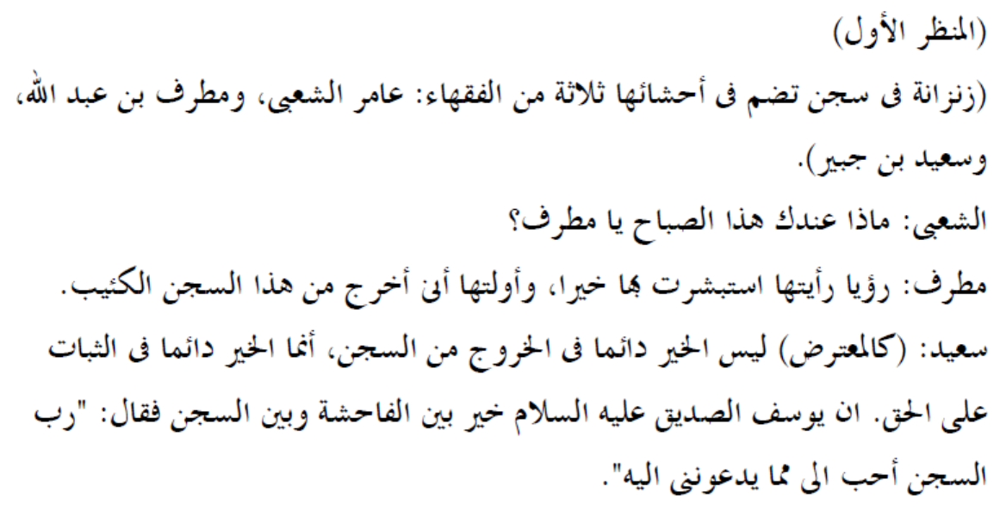 (المنظر الأول)
(زنزانة فى سجن تضم فى أحشائها ثلاثة من الفقهاء: عامر الشعبى، ومطرف بن عبد الله،
وسعيد بن جبير).
الشعبى: ماذا عندك هذا الصباح يا مطرف؟
مطرف: رؤيا رأيتها استبشرت بها خيرا، وأولتها أنى أخرج من هذا السجن الكئيب.
سعيد: (كالمعترض) ليس الخير دائما فى الخروج من السجن، أنما الخير دائما فى الثبات
على الحق. ان يوسف الصديق عليه السلام خير بين الفاحشة وبين السجن فقال: "رب
السجن أحب الى مما يدعوننى اليه".